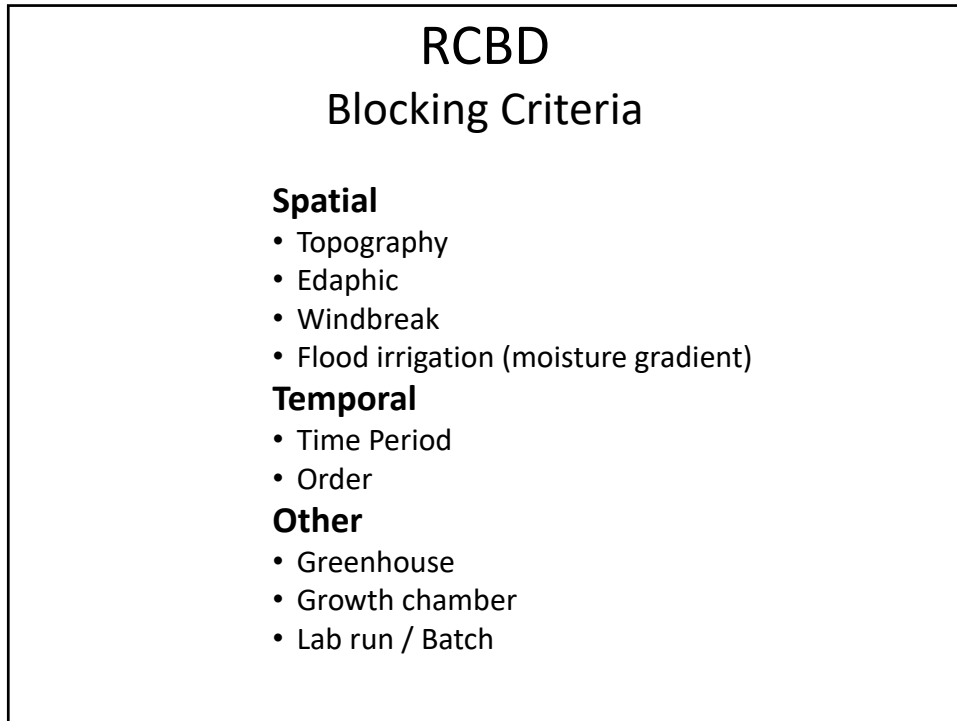 RCBD
Blocking Criteria
Spatial
• Topography
• Edaphic
• Windbreak
• Flood irrigation (moisture gradient)
Temporal
• Time Period
• Order
Other
• Greenhouse
• Growth chamber
• Lab run / Batch